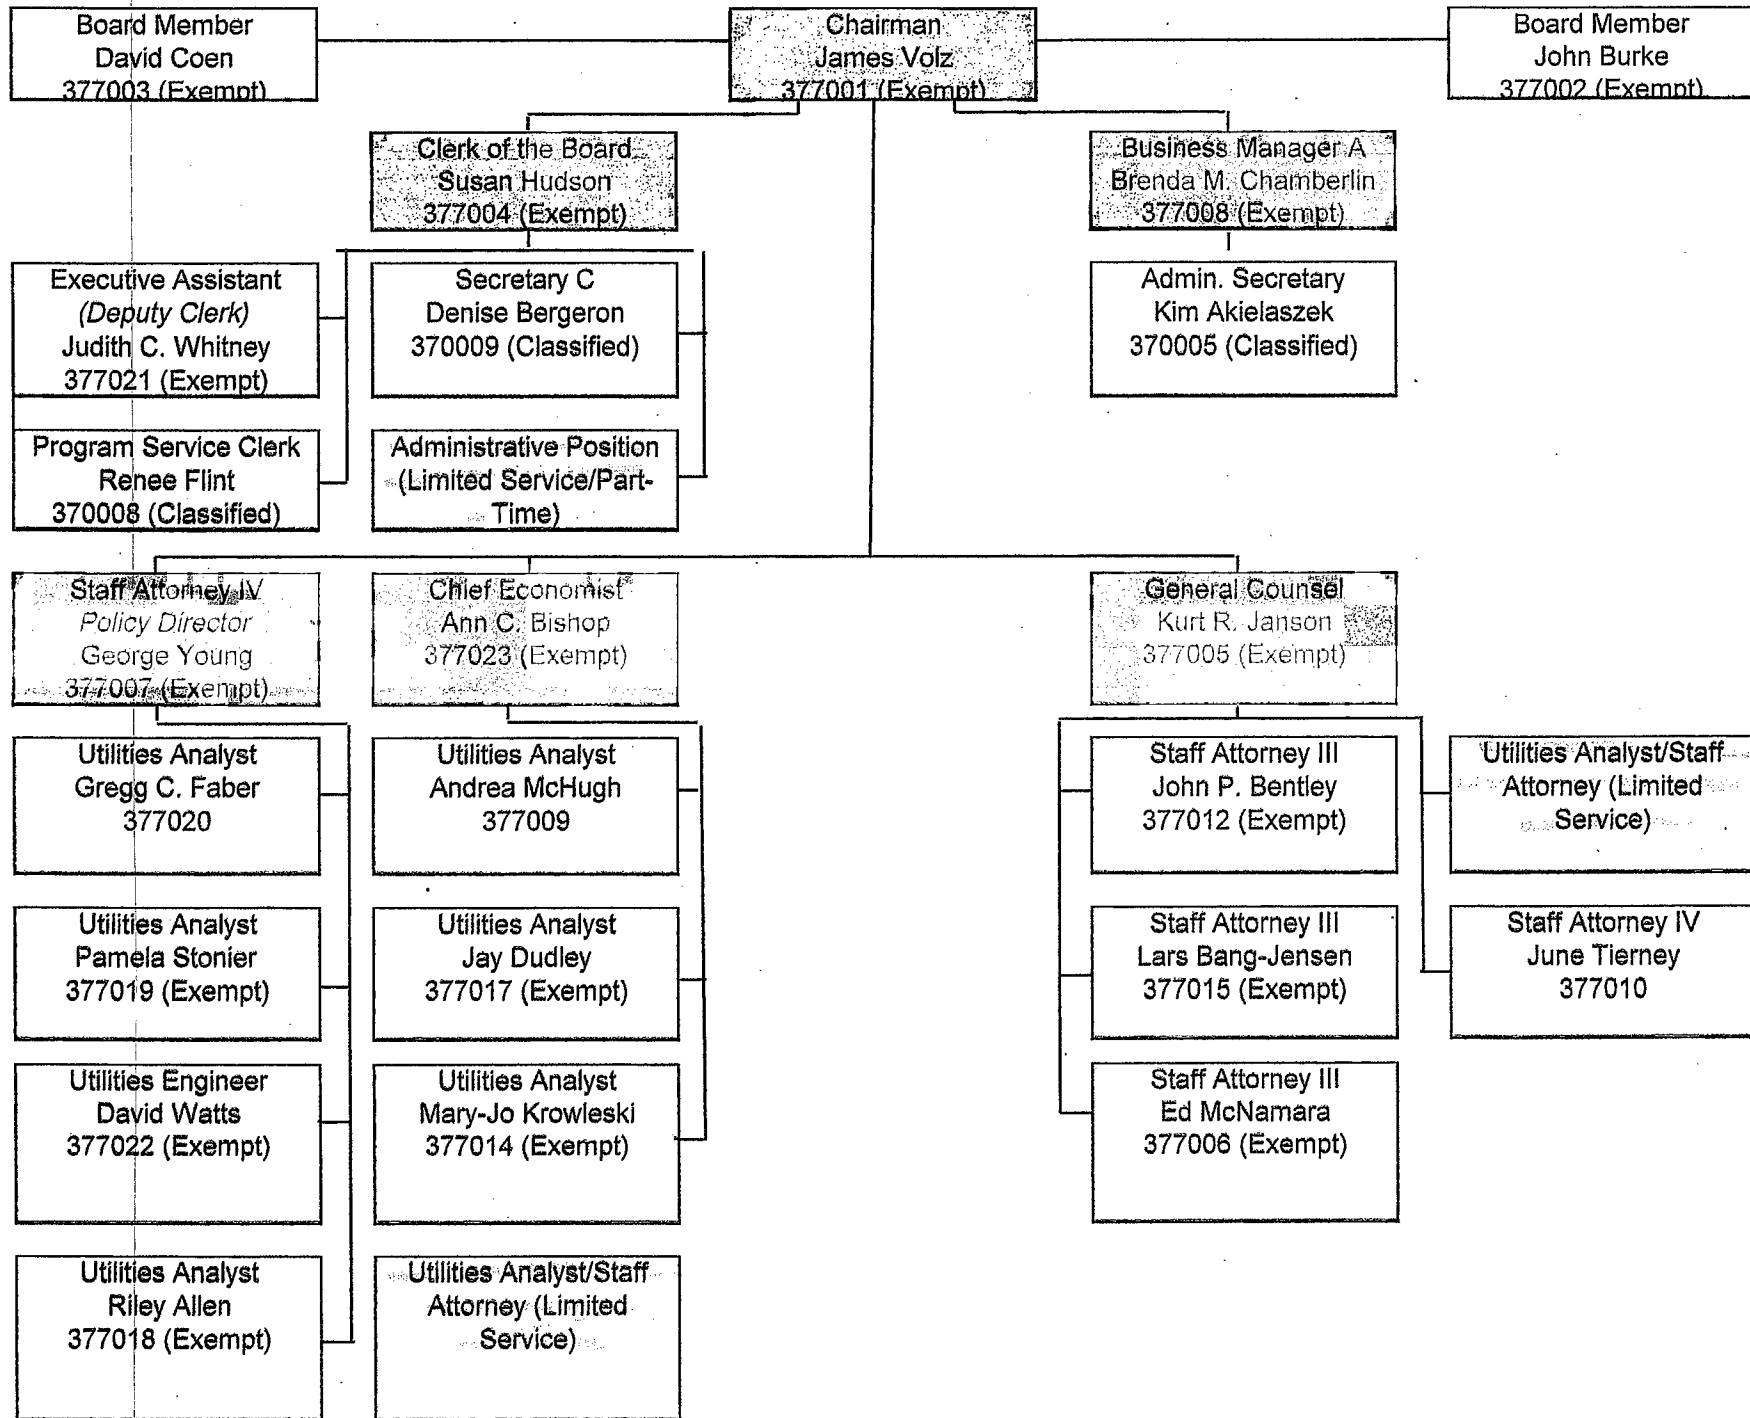 Board Member
David Coen
377003 (Exempt)
Chairman
James Volz
377001 (Exempt)
Board Member
John Burke
377002 (Exempt)
Clerk of the Board
Susan Hudson
377004 (Exempt)
Business Manager A
Brenda M. Chamberlin
377008 (Exempt)
Executive Assistant
(Deputy Clerk)
Judith C. Whitney
377021 (Exempt)
Secretary C
Denise Bergeron
370009 (Classified)
Admin. Secretary
Kim Akielaszek
370005 (Classified)
Program Service Clerk
Renee Flint
370008 (Classified)
Administrative Position
(Limited Service/Part-
Time)
Staff Attorney IV
Policy Director
George Young
377007 (Exempt)
Chief Economist
Ann C. Bishop
377023 (Exempt)
General Counsel
Kurt R. Janson
377005 (Exempt)
Utilities Analyst
Gregg C. Faber
377020
Utilities Analyst
Andrea McHugh
377009
Staff Attorney III
John P. Bentley
377012 (Exempt)
Utilities Analyst/Staff
Attorney (Limited
Service)
Utilities Analyst
Pamela Stonier
377019 (Exempt)
Utilities Analyst
Jay Dudley
377017 (Exempt)
Staff Attorney III
Lars Bang-Jensen
377015 (Exempt)
Staff Attorney IV
June Tierney
377010
Utilities Engineer
David Watts
377022 (Exempt)
Utilities Analyst
Mary-Jo Krowleski
377014 (Exempt)
Staff Attorney III
Ed McNamara
377006 (Exempt)
Utilities Analyst
Riley Allen
377018 (Exempt)
Utilities Analyst/Staff
Attorney (Limited
Service)